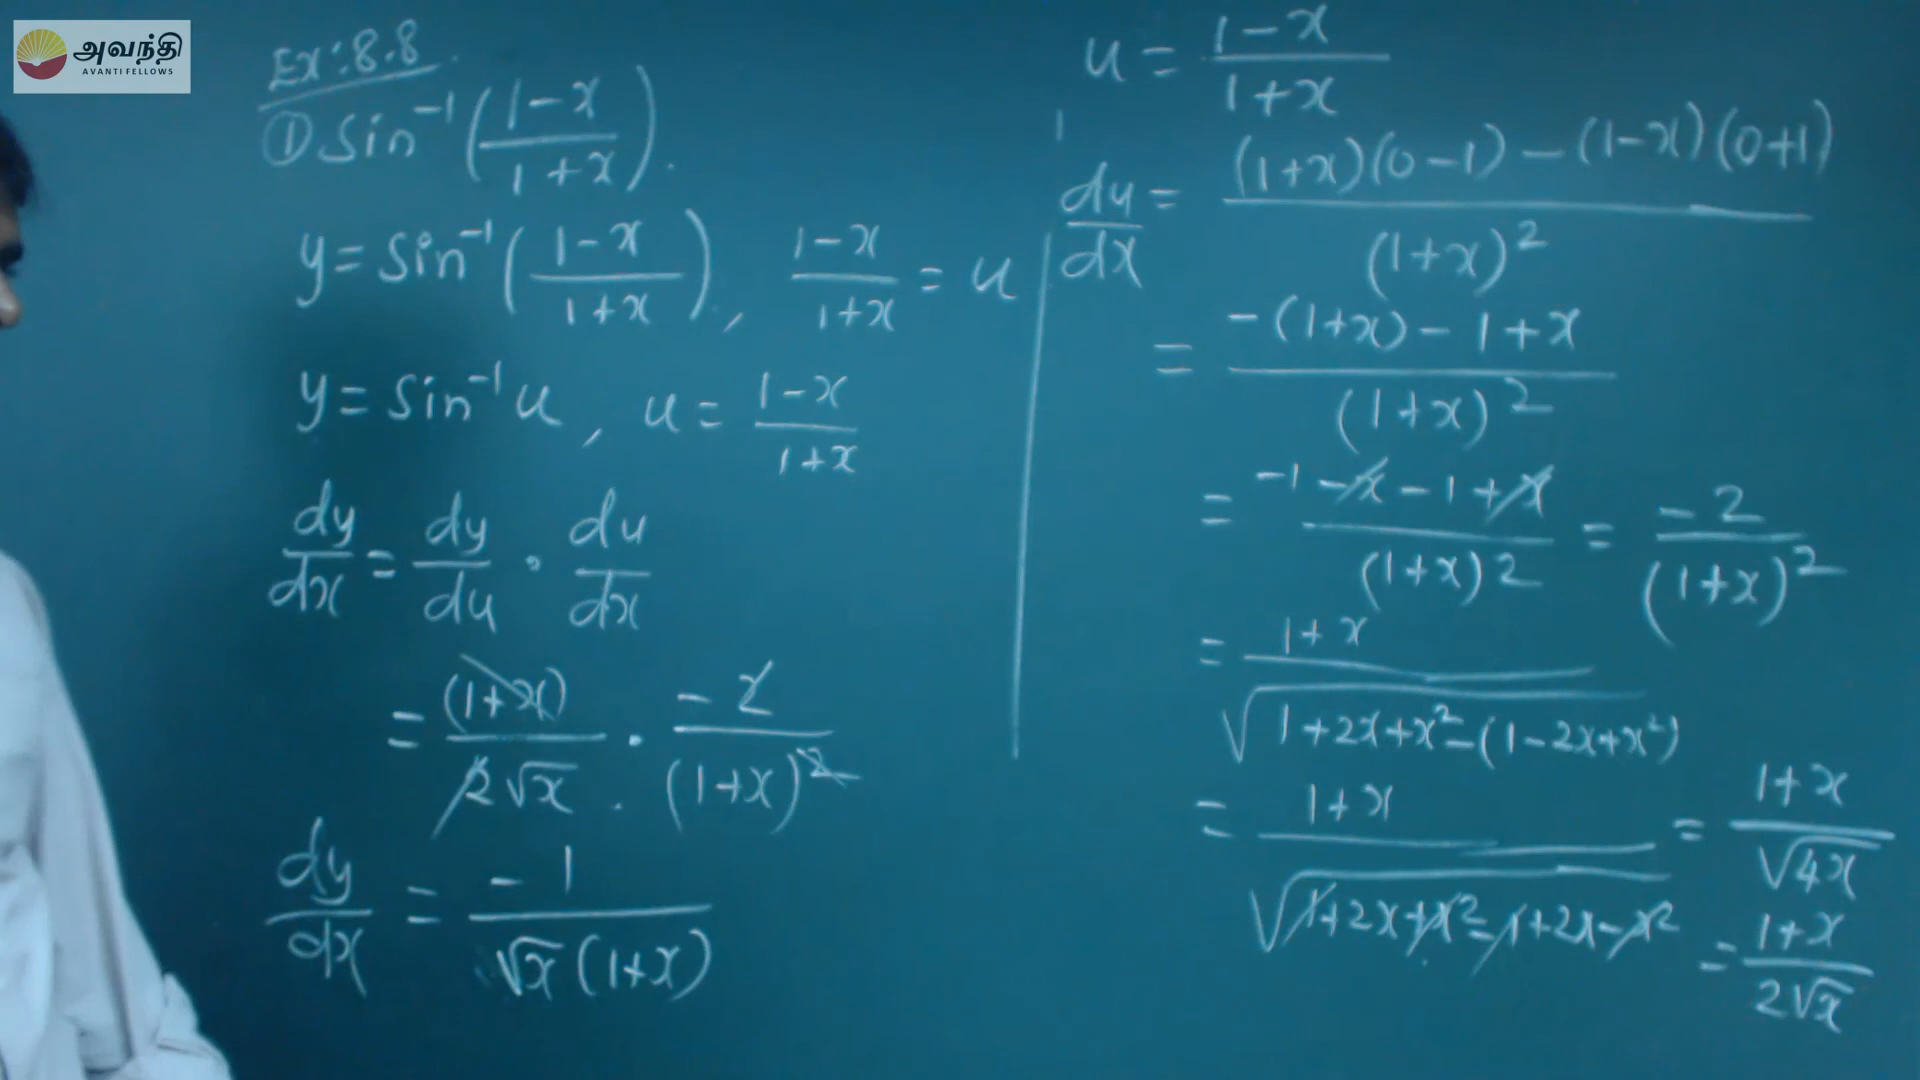 அவந்தி
AVANTI FELLOWS
Ex: 8.8
① Sin⁻¹((1-x)/(1+x)).
y = Sin⁻¹((1-x)/(1+x)), (1-x)/(1+x) = u
y = Sin⁻¹u, u = (1-x)/(1+x)
dy/dx = dy/du · du/dx
= (1+x)/(2√x) · -2/(1+x)²
dy/dx = -1/(√x(1+x))
u = (1-x)/(1+x)
du/dx = ((1+x)(0-1)-(1-x)(0+1))/(1+x)²
= (-(1+x)-1+x)/(1+x)²
= (-1-x-1+x)/(1+x)² = -2/(1+x)²
= (1+x)/√(1+2x+x²-(1-2x+x²))
= (1+x)/√(1+2x+x²-1+2x-x²) = (1+x)/√4x
= (1+x)/(2√x)